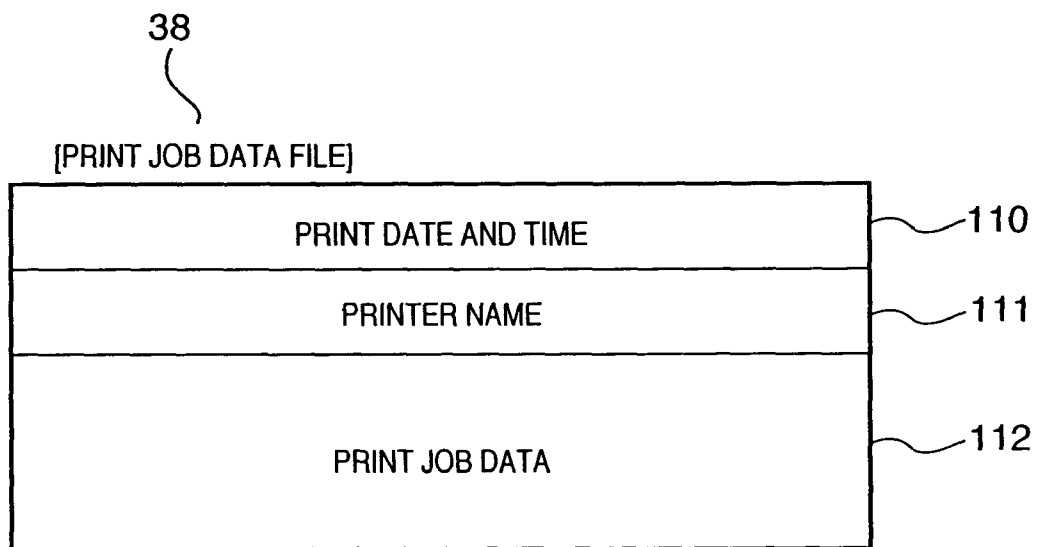 38
[PRINT JOB DATA FILE]
PRINT DATE AND TIME 110
PRINTER NAME 111
PRINT JOB DATA 112